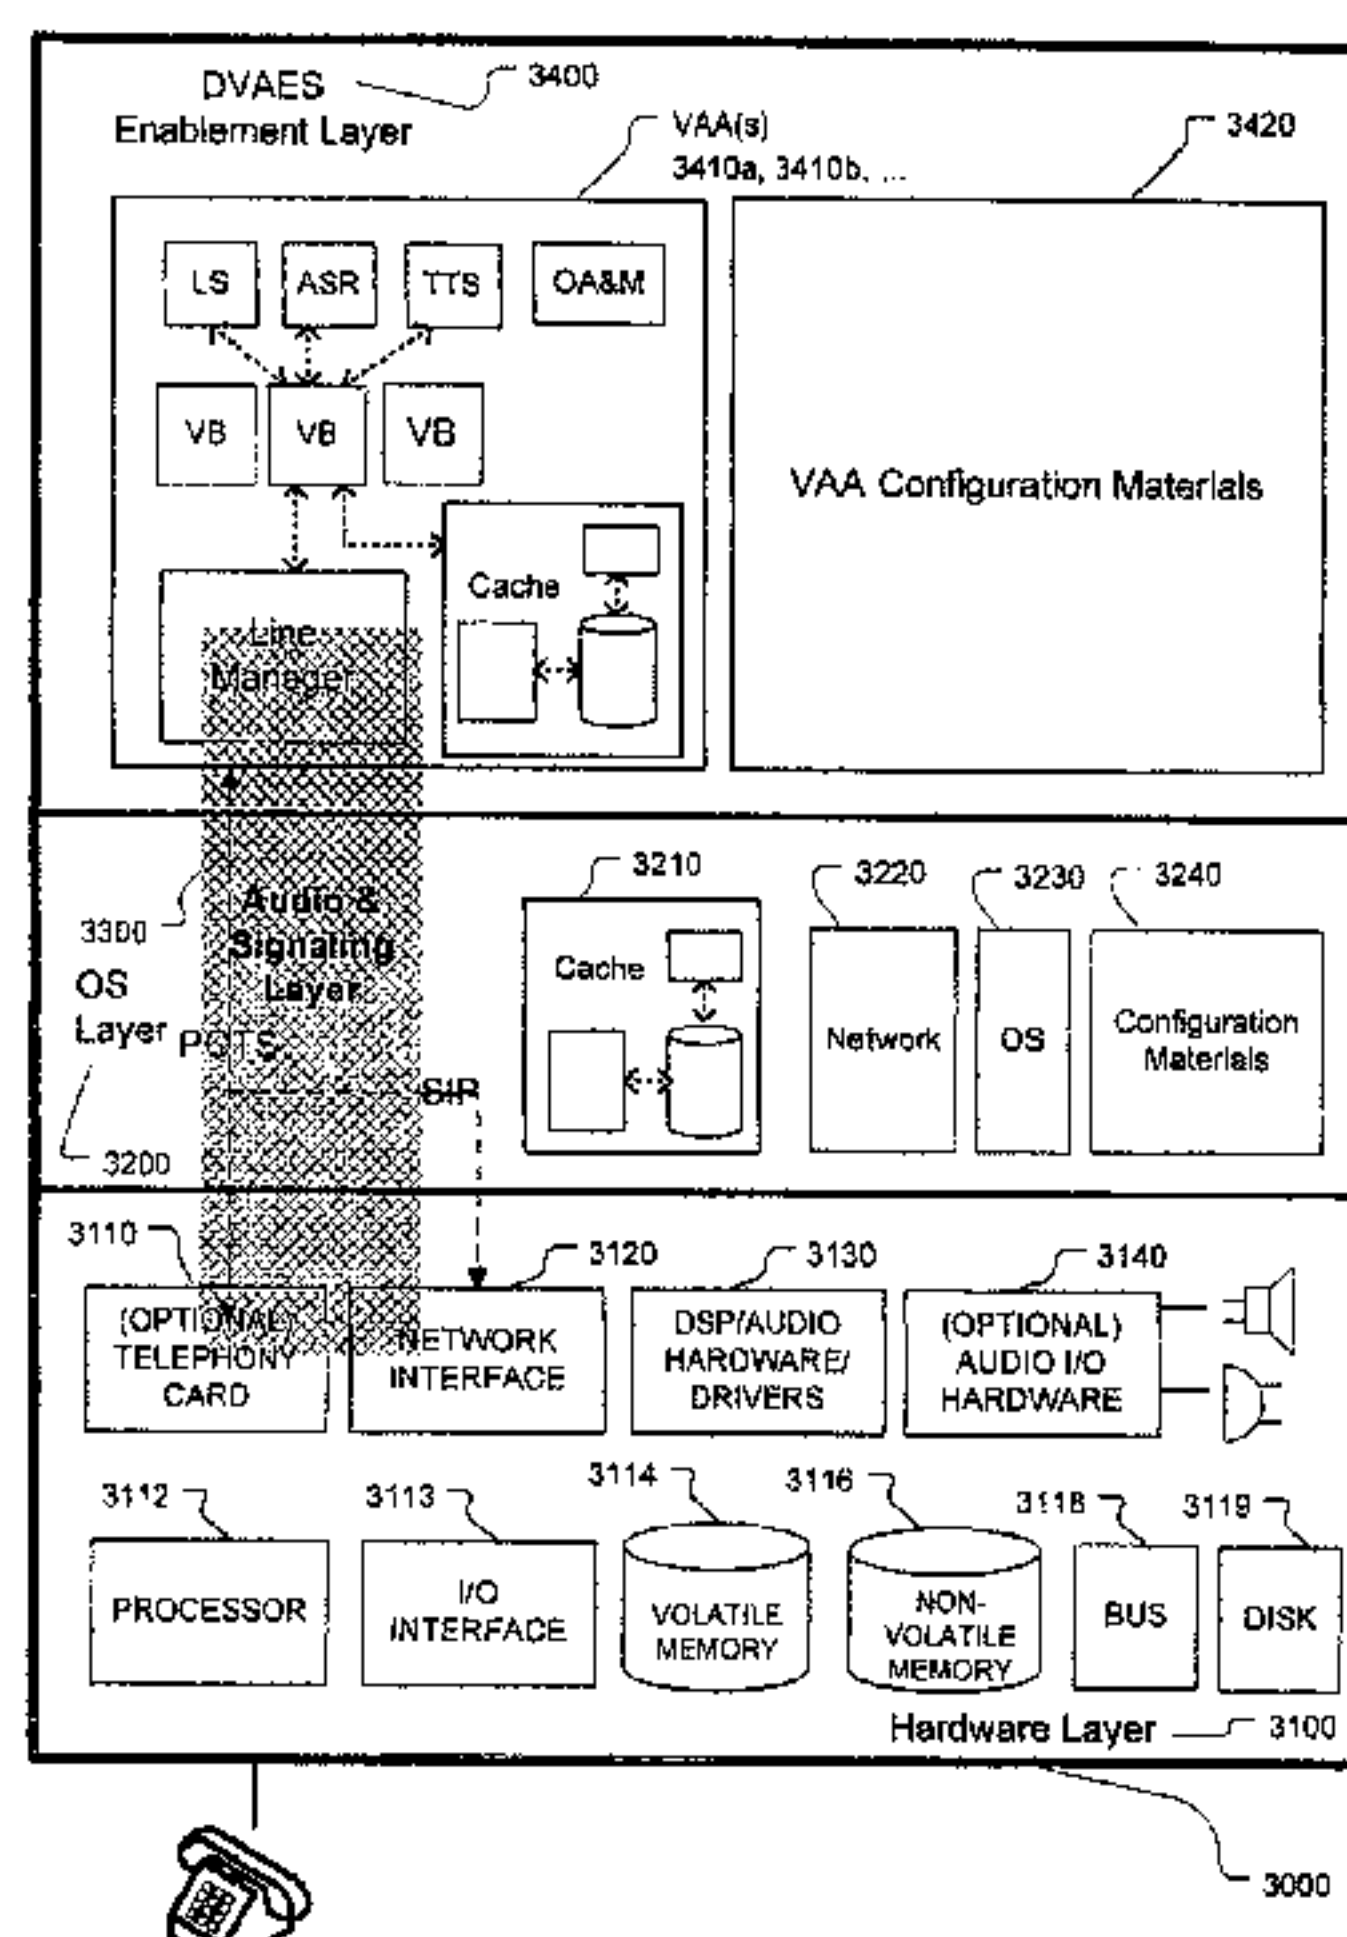 DVAES
Enablement Layer
3400
VAA(s)
3410a, 3410b, ...
3420
LS
ASR
TTS
OA&M
VB
VB
VB
VAA Configuration Materials
Cache
Line
Manager
3300
Audio &
Signaling
Layer
OS
Layer
POTS
SIP
3200
3210
Cache
3220
Network
3230
OS
3240
Configuration
Materials
3110
(OPTIONAL)
TELEPHONY
CARD
3120
NETWORK
INTERFACE
3130
DSP/AUDIO
HARDWARE/
DRIVERS
3140
(OPTIONAL)
AUDIO I/O
HARDWARE
3112
PROCESSOR
3113
I/O
INTERFACE
3114
VOLATILE
MEMORY
3116
NON-
VOLATILE
MEMORY
3118
BUS
3119
DISK
Hardware Layer
3100
3000